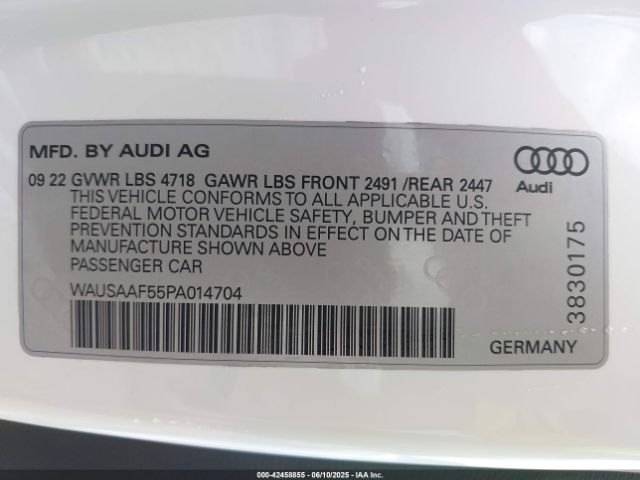 MFD. BY AUDI AG
09 22 GVWR LBS 4718 GAWR LBS FRONT 2491 /REAR 2447
THIS VEHICLE CONFORMS TO ALL APPLICABLE U.S.
FEDERAL MOTOR VEHICLE SAFETY, BUMPER AND THEFT
PREVENTION STANDARDS IN EFFECT ON THE DATE OF
MANUFACTURE SHOWN ABOVE
PASSENGER CAR
WAUSAAF55PA014704
Audi
3830175
GERMANY
000-42458855 - 06/10/2025 - IAA Inc.